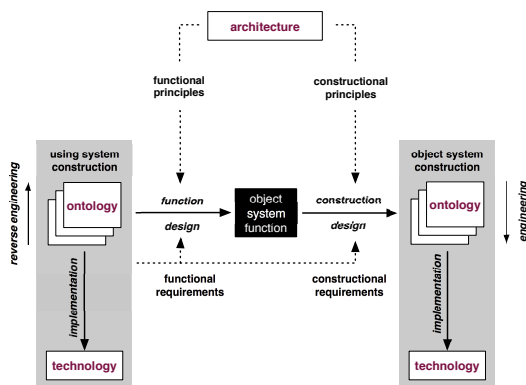 architecture
functional
principles
constructional
principles
using system
construction
object system
construction
reverse engineering
ontology
function
design
object
system
function
construction
design
ontology
engineering
functional
requirements
constructional
requirements
implementation
implementation
technology
technology